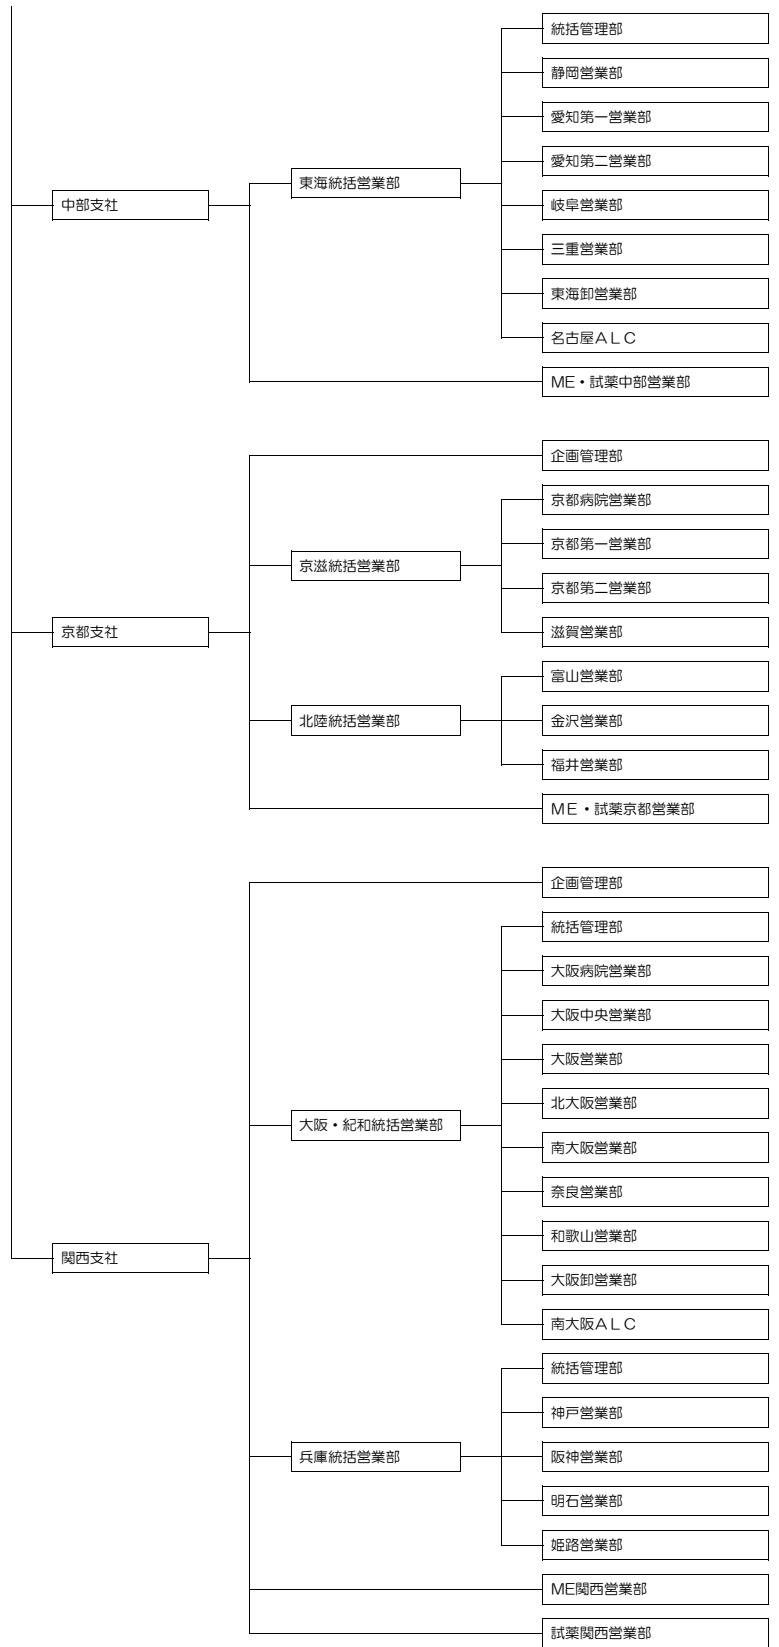 統括管理部
静岡営業部
愛知第一営業部
愛知第二営業部
東海統括営業部
中部支社
岐阜営業部
三重営業部
東海卸営業部
名古屋ＡＬＣ
ME・試薬中部営業部
企画管理部
京都病院営業部
京都第一営業部
京滋統括営業部
京都第二営業部
京都支社
滋賀営業部
富山営業部
北陸統括営業部
金沢営業部
福井営業部
ＭＥ・試薬京都営業部
企画管理部
統括管理部
大阪病院営業部
大阪中央営業部
大阪営業部
北大阪営業部
大阪・紀和統括営業部
南大阪営業部
奈良営業部
和歌山営業部
関西支社
大阪卸営業部
南大阪ＡＬＣ
統括管理部
神戸営業部
兵庫統括営業部
阪神営業部
明石営業部
姫路営業部
ME関西営業部
試薬関西営業部